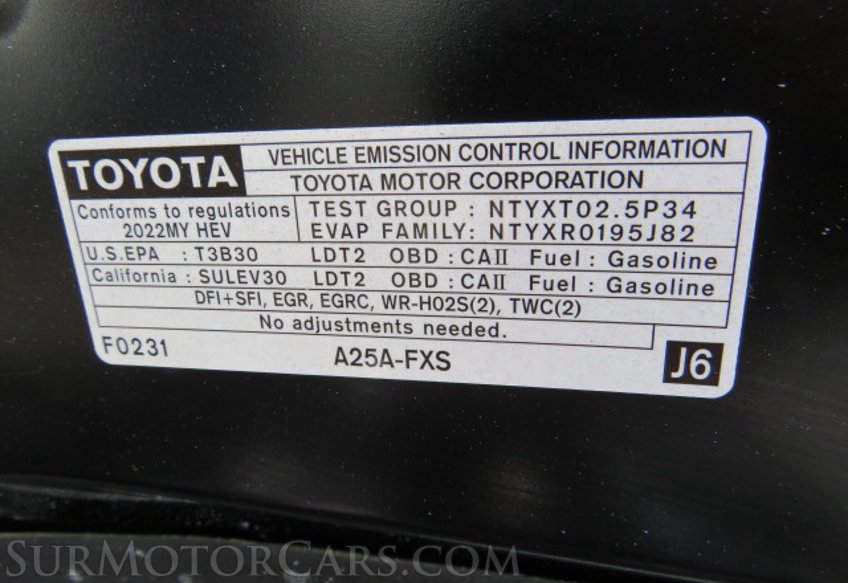 TOYOTA
VEHICLE EMISSION CONTROL INFORMATION
TOYOTA MOTOR CORPORATION
Conforms to regulations
2022MY HEV
TEST GROUP : NTYXT02.5P34
EVAP FAMILY: NTYXR0195J82
U.S.EPA : T3B30 LDT2 OBD : CAII Fuel : Gasoline
California : SULEV30 LDT2 OBD : CAII Fuel : Gasoline
DFI+SFI, EGR, EGRC, WR-HO2S(2), TWC(2)
No adjustments needed.
F0231 A25A-FXS J6
SURMOTORCARS.COM